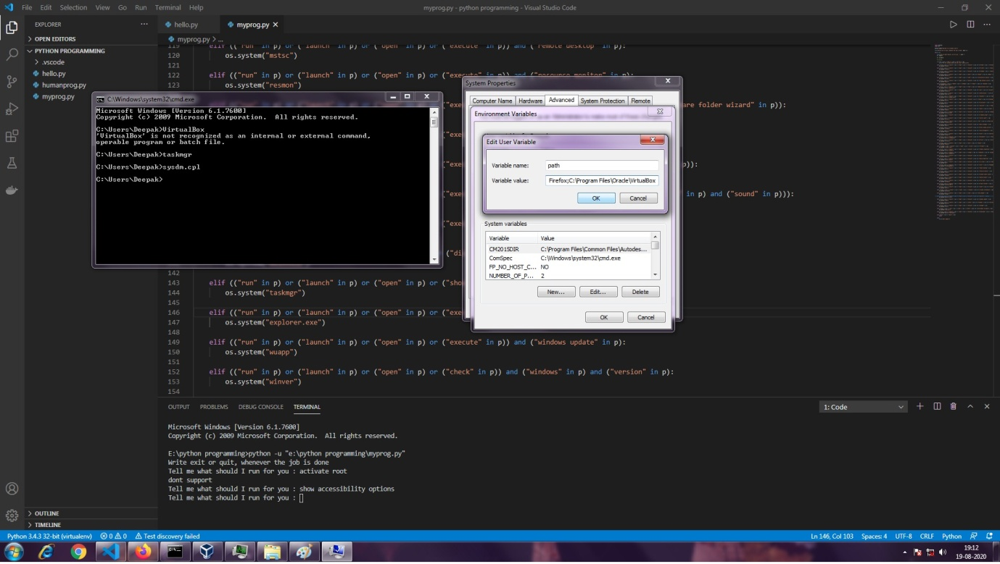 File Edit Selection View Go Run Terminal Help
myprog.py - python programming - Visual Studio Code
EXPLORER
OPEN EDITORS
PYTHON PROGRAMMING
.vscode
hello.py
humanprog.py
myprog.py
OUTLINE
TIMELINE
hello.py
myprog.py
myprog.py > ...
119 elif (("run" in p) or ("launch" in p) or ("open" in p) or ("execute" in p)) and ("remote desktop" in p):
120 os.system("mstsc")
121
122 elif (("run" in p) or ("launch" in p) or ("open" in p) or ("execute" in p)) and ("resource monitor" in p):
123 os.system("resmon")
are folder wizard" in p)):
p)):
in p) and ("sound" in p))):
142
143 elif (("run" in p) or ("launch" in p) or ("open" in p) or ("sho
144 os.system("taskmgr")
145
146 elif (("run" in p) or ("launch" in p) or ("open" in p) or ("exe
147 os.system("explorer.exe")
148
149 elif (("run" in p) or ("launch" in p) or ("open" in p) or ("execute" in p)) and ("windows update" in p):
150 os.system("wuapp")
151
152 elif (("run" in p) or ("launch" in p) or ("open" in p) or ("check" in p)) and ("windows" in p) and ("version" in p):
153 os.system("winver")
154
C:\Windows\system32\cmd.exe
Microsoft Windows [Version 6.1.7600]
Copyright (c) 2009 Microsoft Corporation. All rights reserved.
C:\Users\Deepak>VirtualBox
'VirtualBox' is not recognized as an internal or external command,
operable program or batch file.
C:\Users\Deepak>taskmgr
C:\Users\Deepak>sysdm.cpl
C:\Users\Deepak>
System Properties
Computer Name Hardware Advanced System Protection Remote
Environment Variables
Edit User Variable
Variable name: path
Variable value: Firefox;C:\Program Files\Oracle\VirtualBox
OK Cancel
System variables
Variable Value
CM2015DIR C:\Program Files\Common Files\Autodes...
ComSpec C:\Windows\system32\cmd.exe
FP_NO_HOST_C... NO
NUMBER_OF_P... 2
New... Edit... Delete
OK Cancel
OUTPUT PROBLEMS DEBUG CONSOLE TERMINAL
1: Code
Microsoft Windows [Version 6.1.7600]
Copyright (c) 2009 Microsoft Corporation. All rights reserved.
E:\python programming>python -u "e:\python programming\myprog.py"
Write exit or quit, whenever the job is done
Tell me what should I run for you : activate root
dont support
Tell me what should I run for you : show accessibility options
Tell me what should I run for you :
Python 3.4.3 32-bit (virtualenv) 0 0 Test discovery failed
Ln 146, Col 103 Spaces: 4 UTF-8 CRLF Python
19:12
19-08-2020